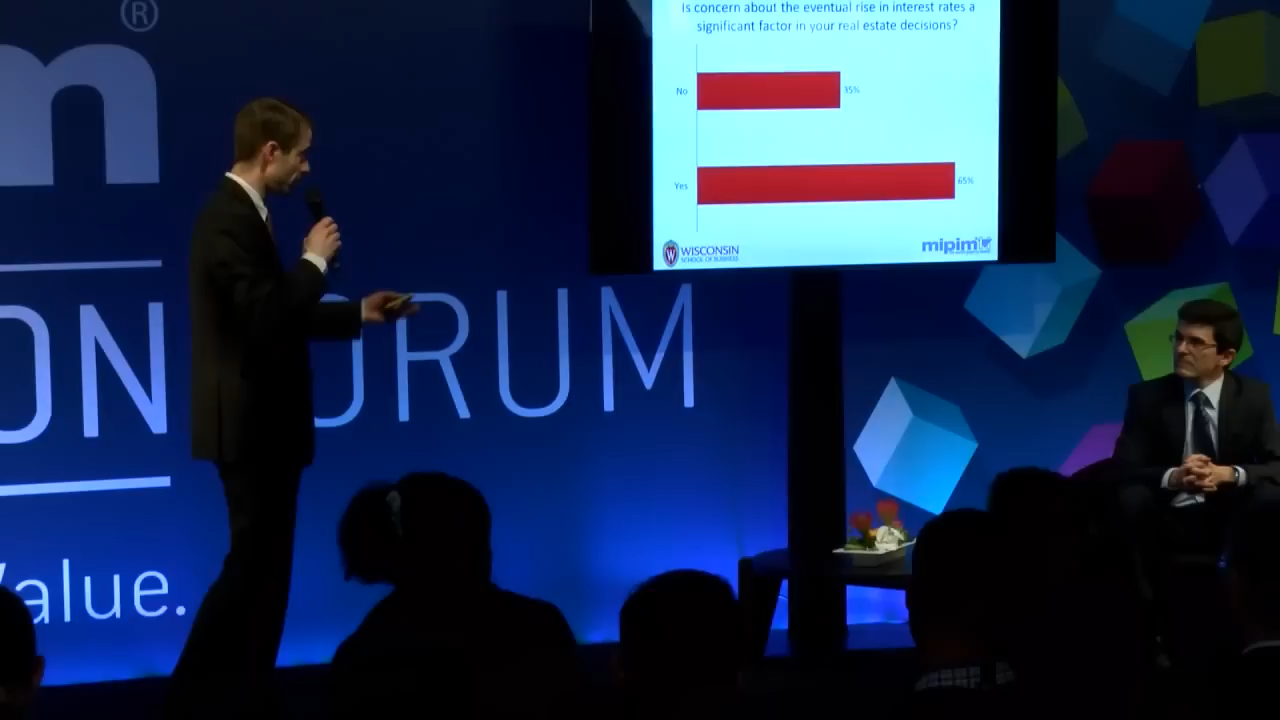 Is concern about the eventual rise in interest rates a
significant factor in your real estate decisions?
No
35%
Yes
65%
W
WISCONSIN
SCHOOL OF BUSINESS
mipim
m®
ON FORUM
Value.